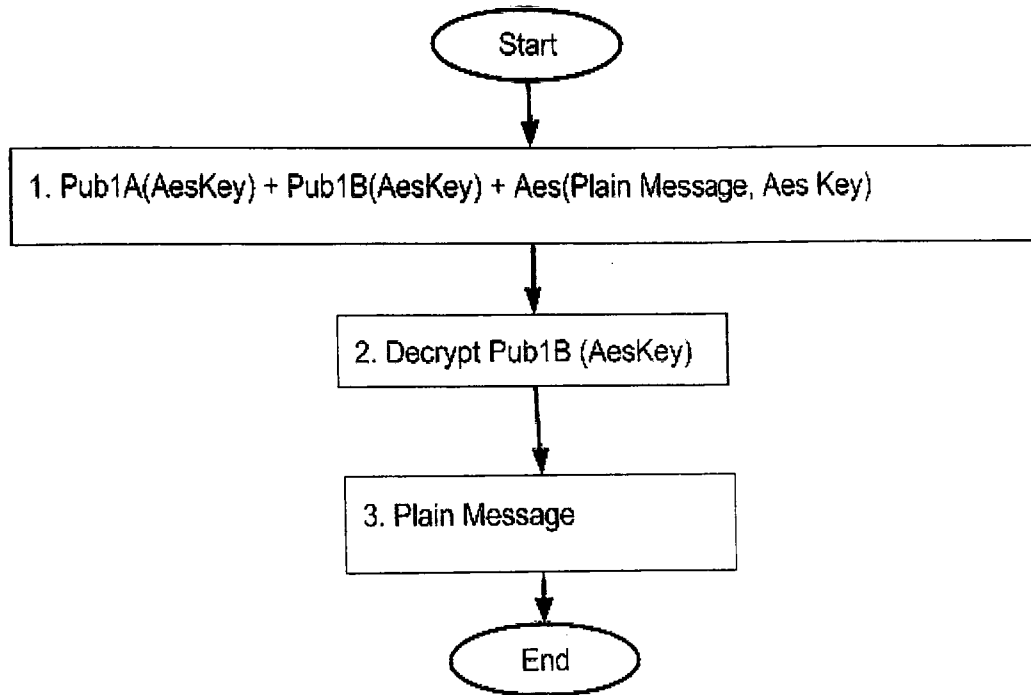 Start
1. Pub1A(AesKey) + Pub1B(AesKey) + Aes(Plain Message, Aes Key)
2. Decrypt Pub1B (AesKey)
3. Plain Message
End